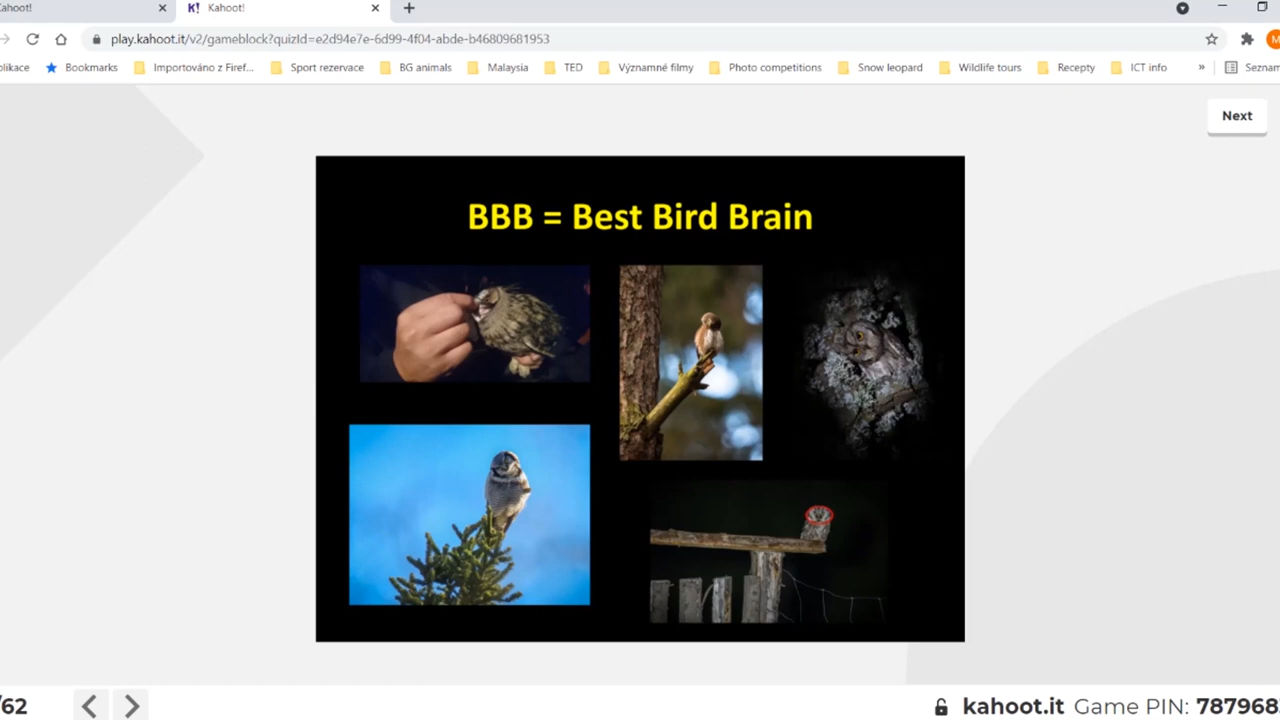 Kahoot!
K! Kahoot!
play.kahoot.it/v2/gameblock?quizId=e2d94e7e-6d99-4f04-abde-b46809681953
plikace Bookmarks Importováno z Firef... Sport rezervace BG animals Malaysia TED Významné filmy Photo competitions Snow leopard Wildlife tours Recepty ICT info » Seznam
Next
BBB = Best Bird Brain
/62 kahoot.it Game PIN: 787968